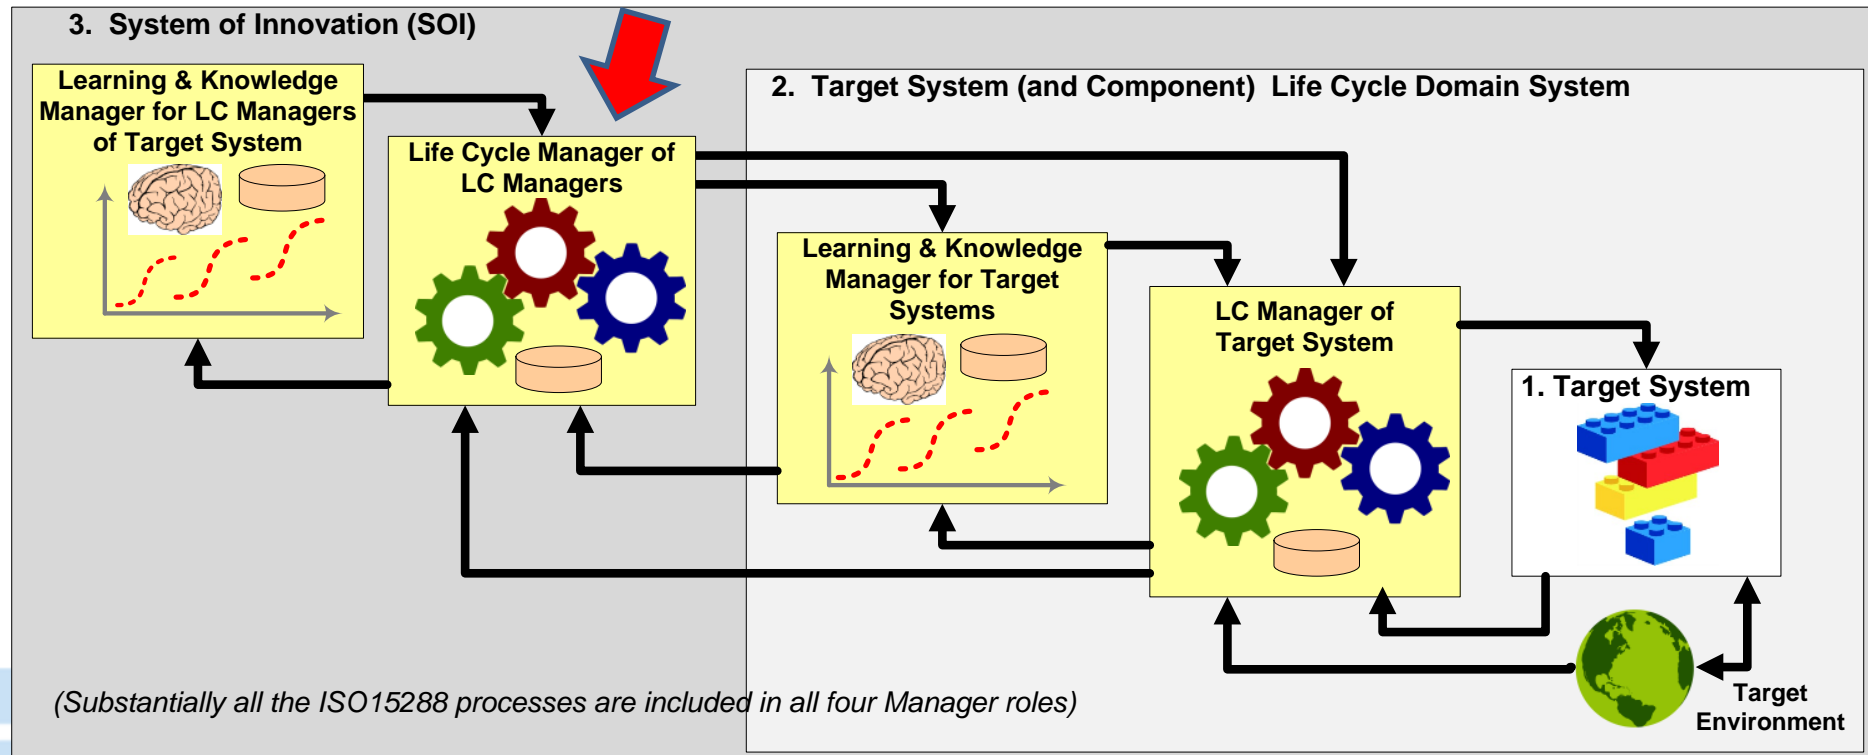 3. System of Innovation (SOI)
Learning & Knowledge
Manager for LC Managers
of Target System
Life Cycle Manager of
LC Managers
2. Target System (and Component) Life Cycle Domain System
Learning & Knowledge
Manager for Target
Systems
LC Manager of
Target System
1. Target System
Target
Environment
(Substantially all the ISO15288 processes are included in all four Manager roles)